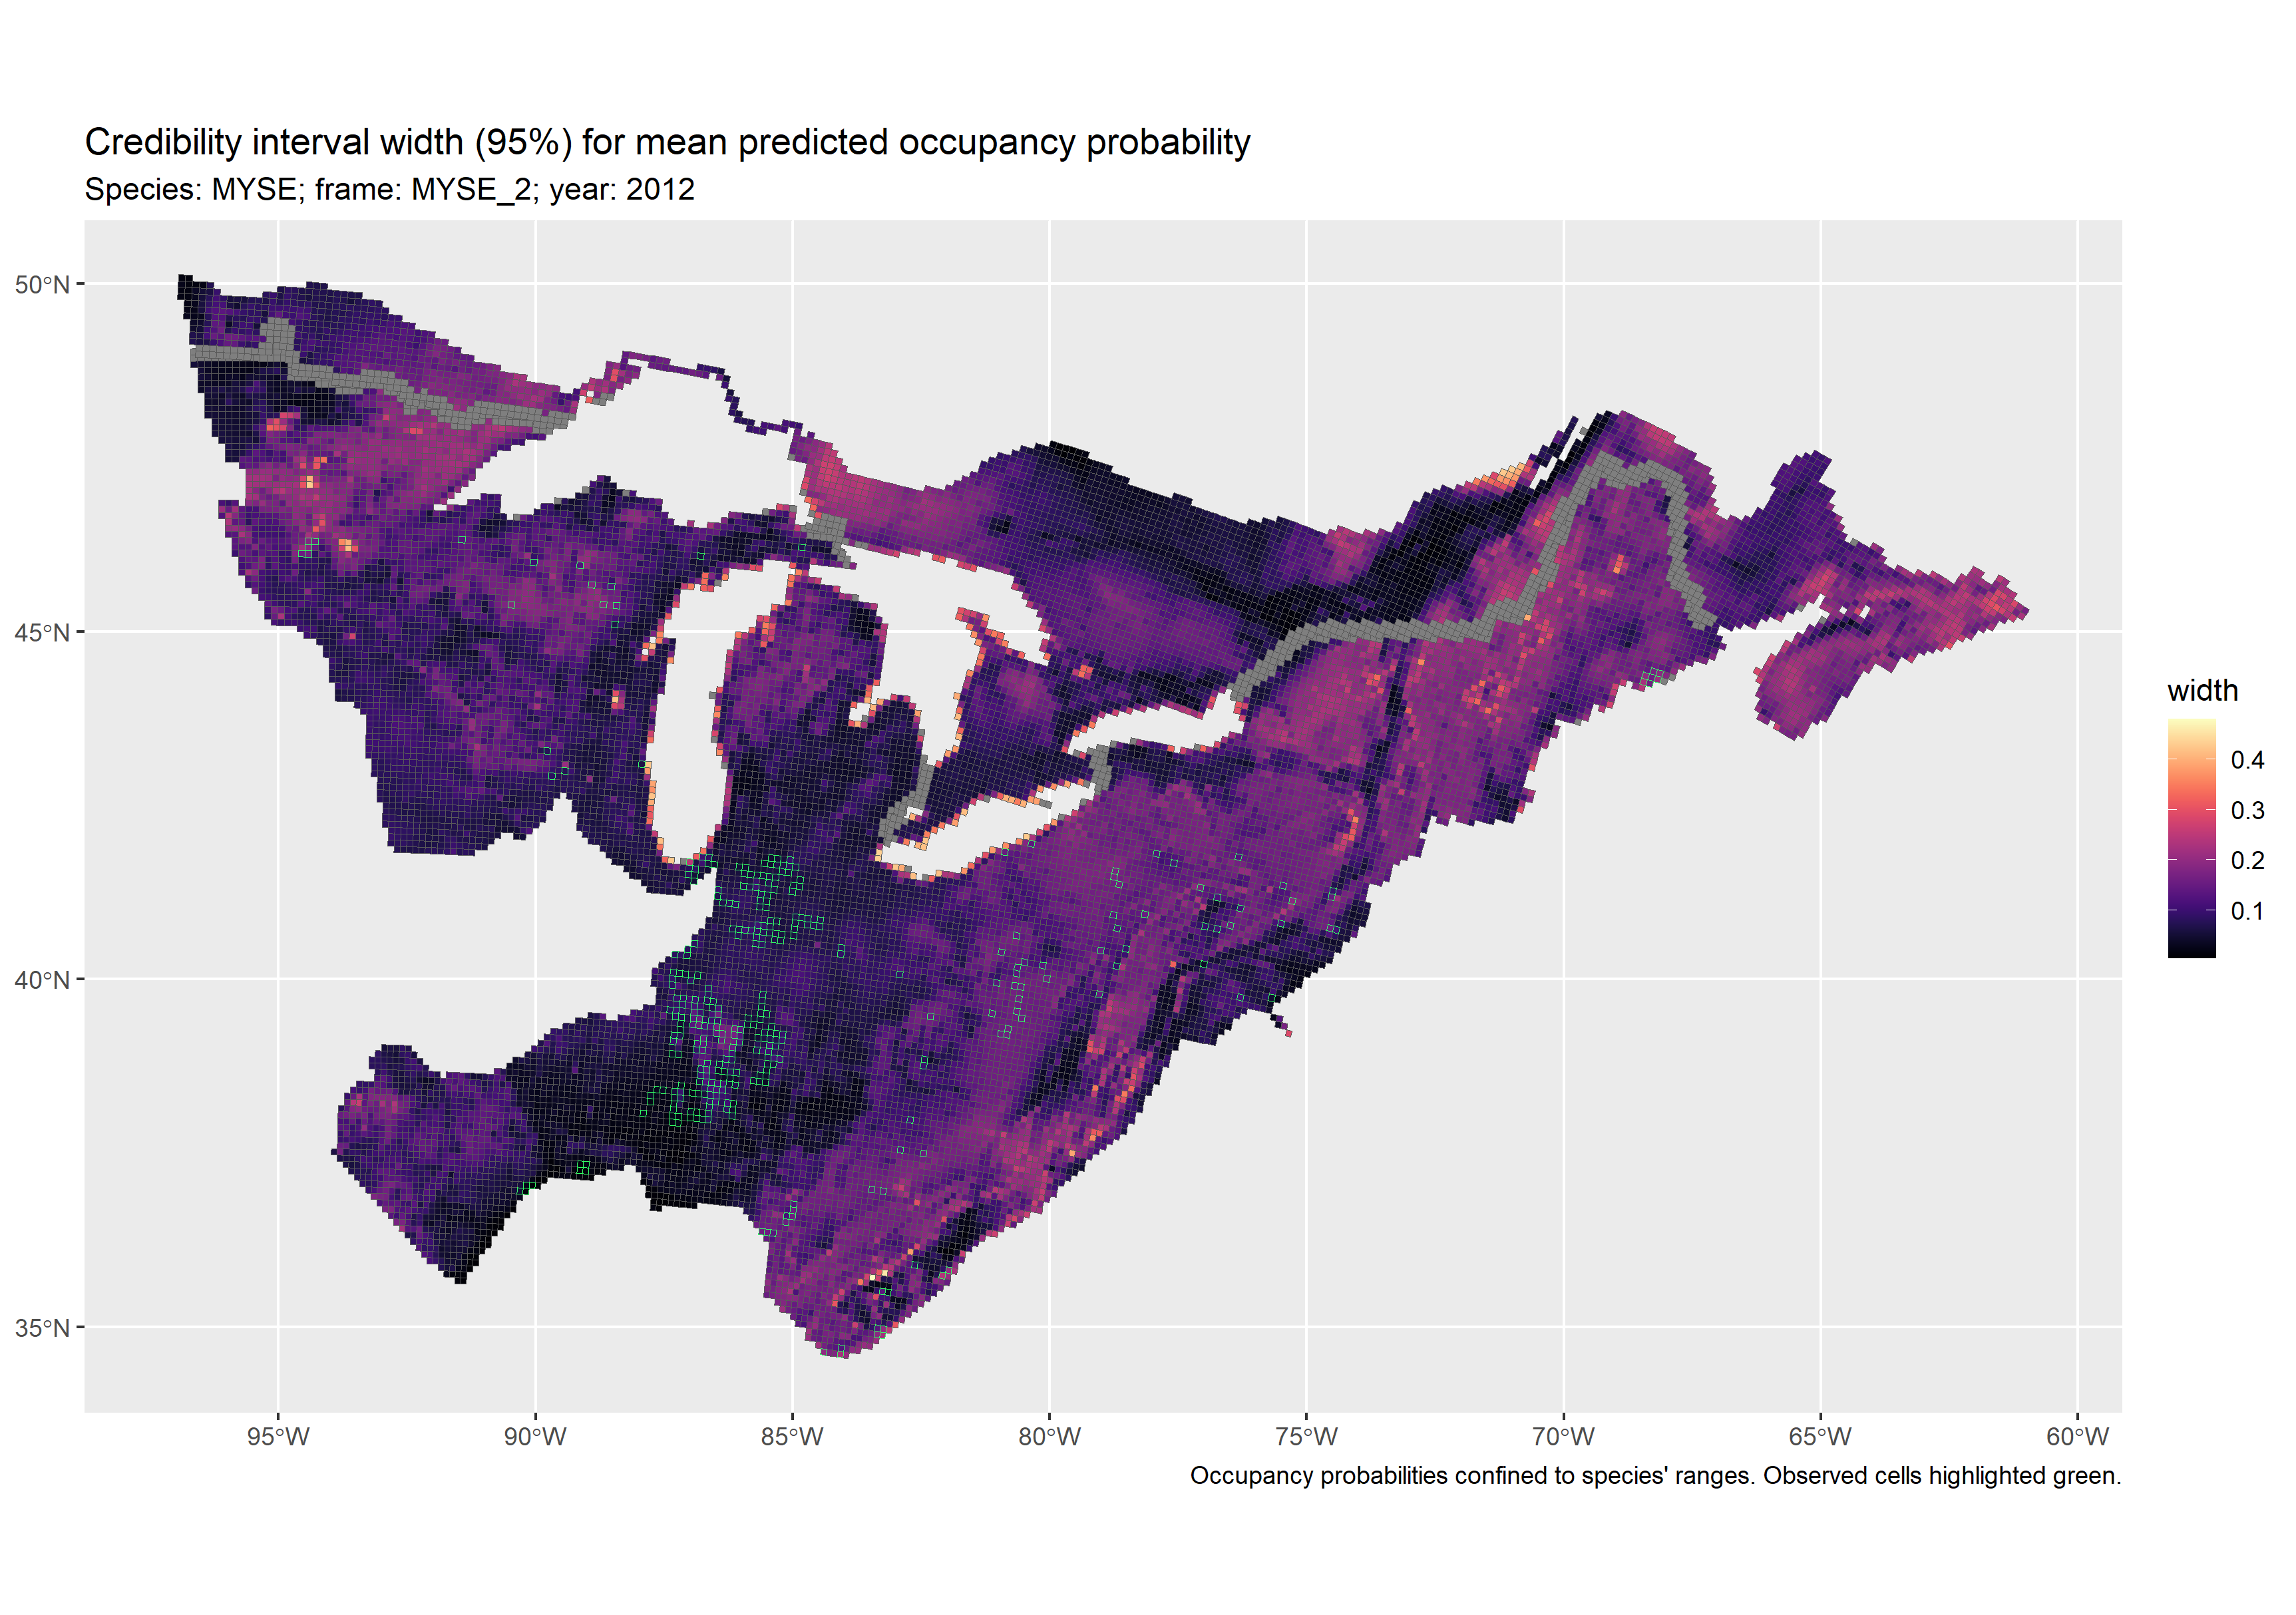 Credibility interval width (95%) for mean predicted occupancy probability
Species: MYSE; frame: MYSE_2; year: 2012
50°N
45°N
40°N
35°N
95°W
90°W
85°W
80°W
75°W
70°W
65°W
60°W
width
0.4
0.3
0.2
0.1
Occupancy probabilities confined to species' ranges. Observed cells highlighted green.